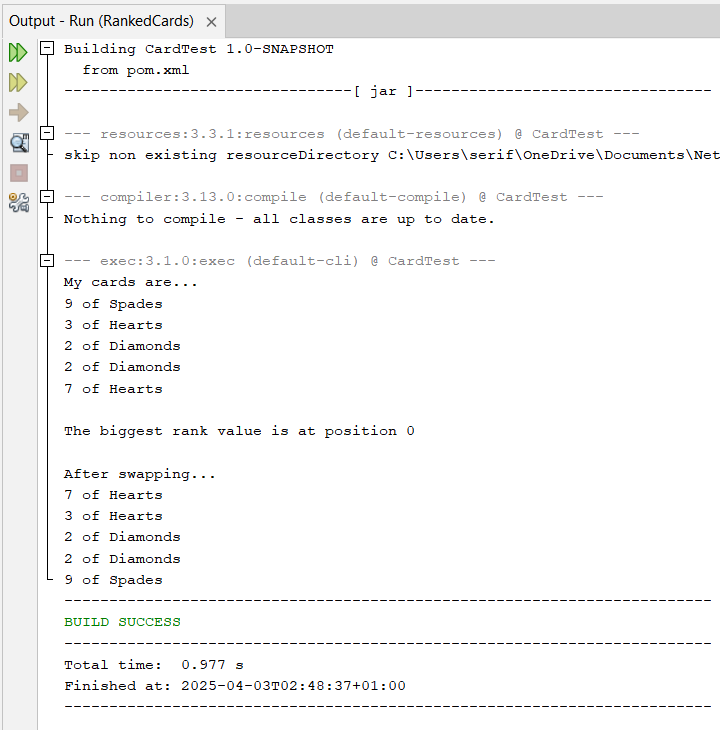 Output - Run (RankedCards) ×
Building CardTest 1.0-SNAPSHOT
  from pom.xml
--------------------------------[ jar ]---------------------------------
--- resources:3.3.1:resources (default-resources) @ CardTest ---
skip non existing resourceDirectory C:\Users\serif\OneDrive\Documents\Net
--- compiler:3.13.0:compile (default-compile) @ CardTest ---
Nothing to compile - all classes are up to date.
--- exec:3.1.0:exec (default-cli) @ CardTest ---
My cards are...
9 of Spades
3 of Hearts
2 of Diamonds
2 of Diamonds
7 of Hearts
The biggest rank value is at position 0
After swapping...
7 of Hearts
3 of Hearts
2 of Diamonds
2 of Diamonds
9 of Spades
------------------------------------------------------------------------
BUILD SUCCESS
------------------------------------------------------------------------
Total time:  0.977 s
Finished at: 2025-04-03T02:48:37+01:00
------------------------------------------------------------------------